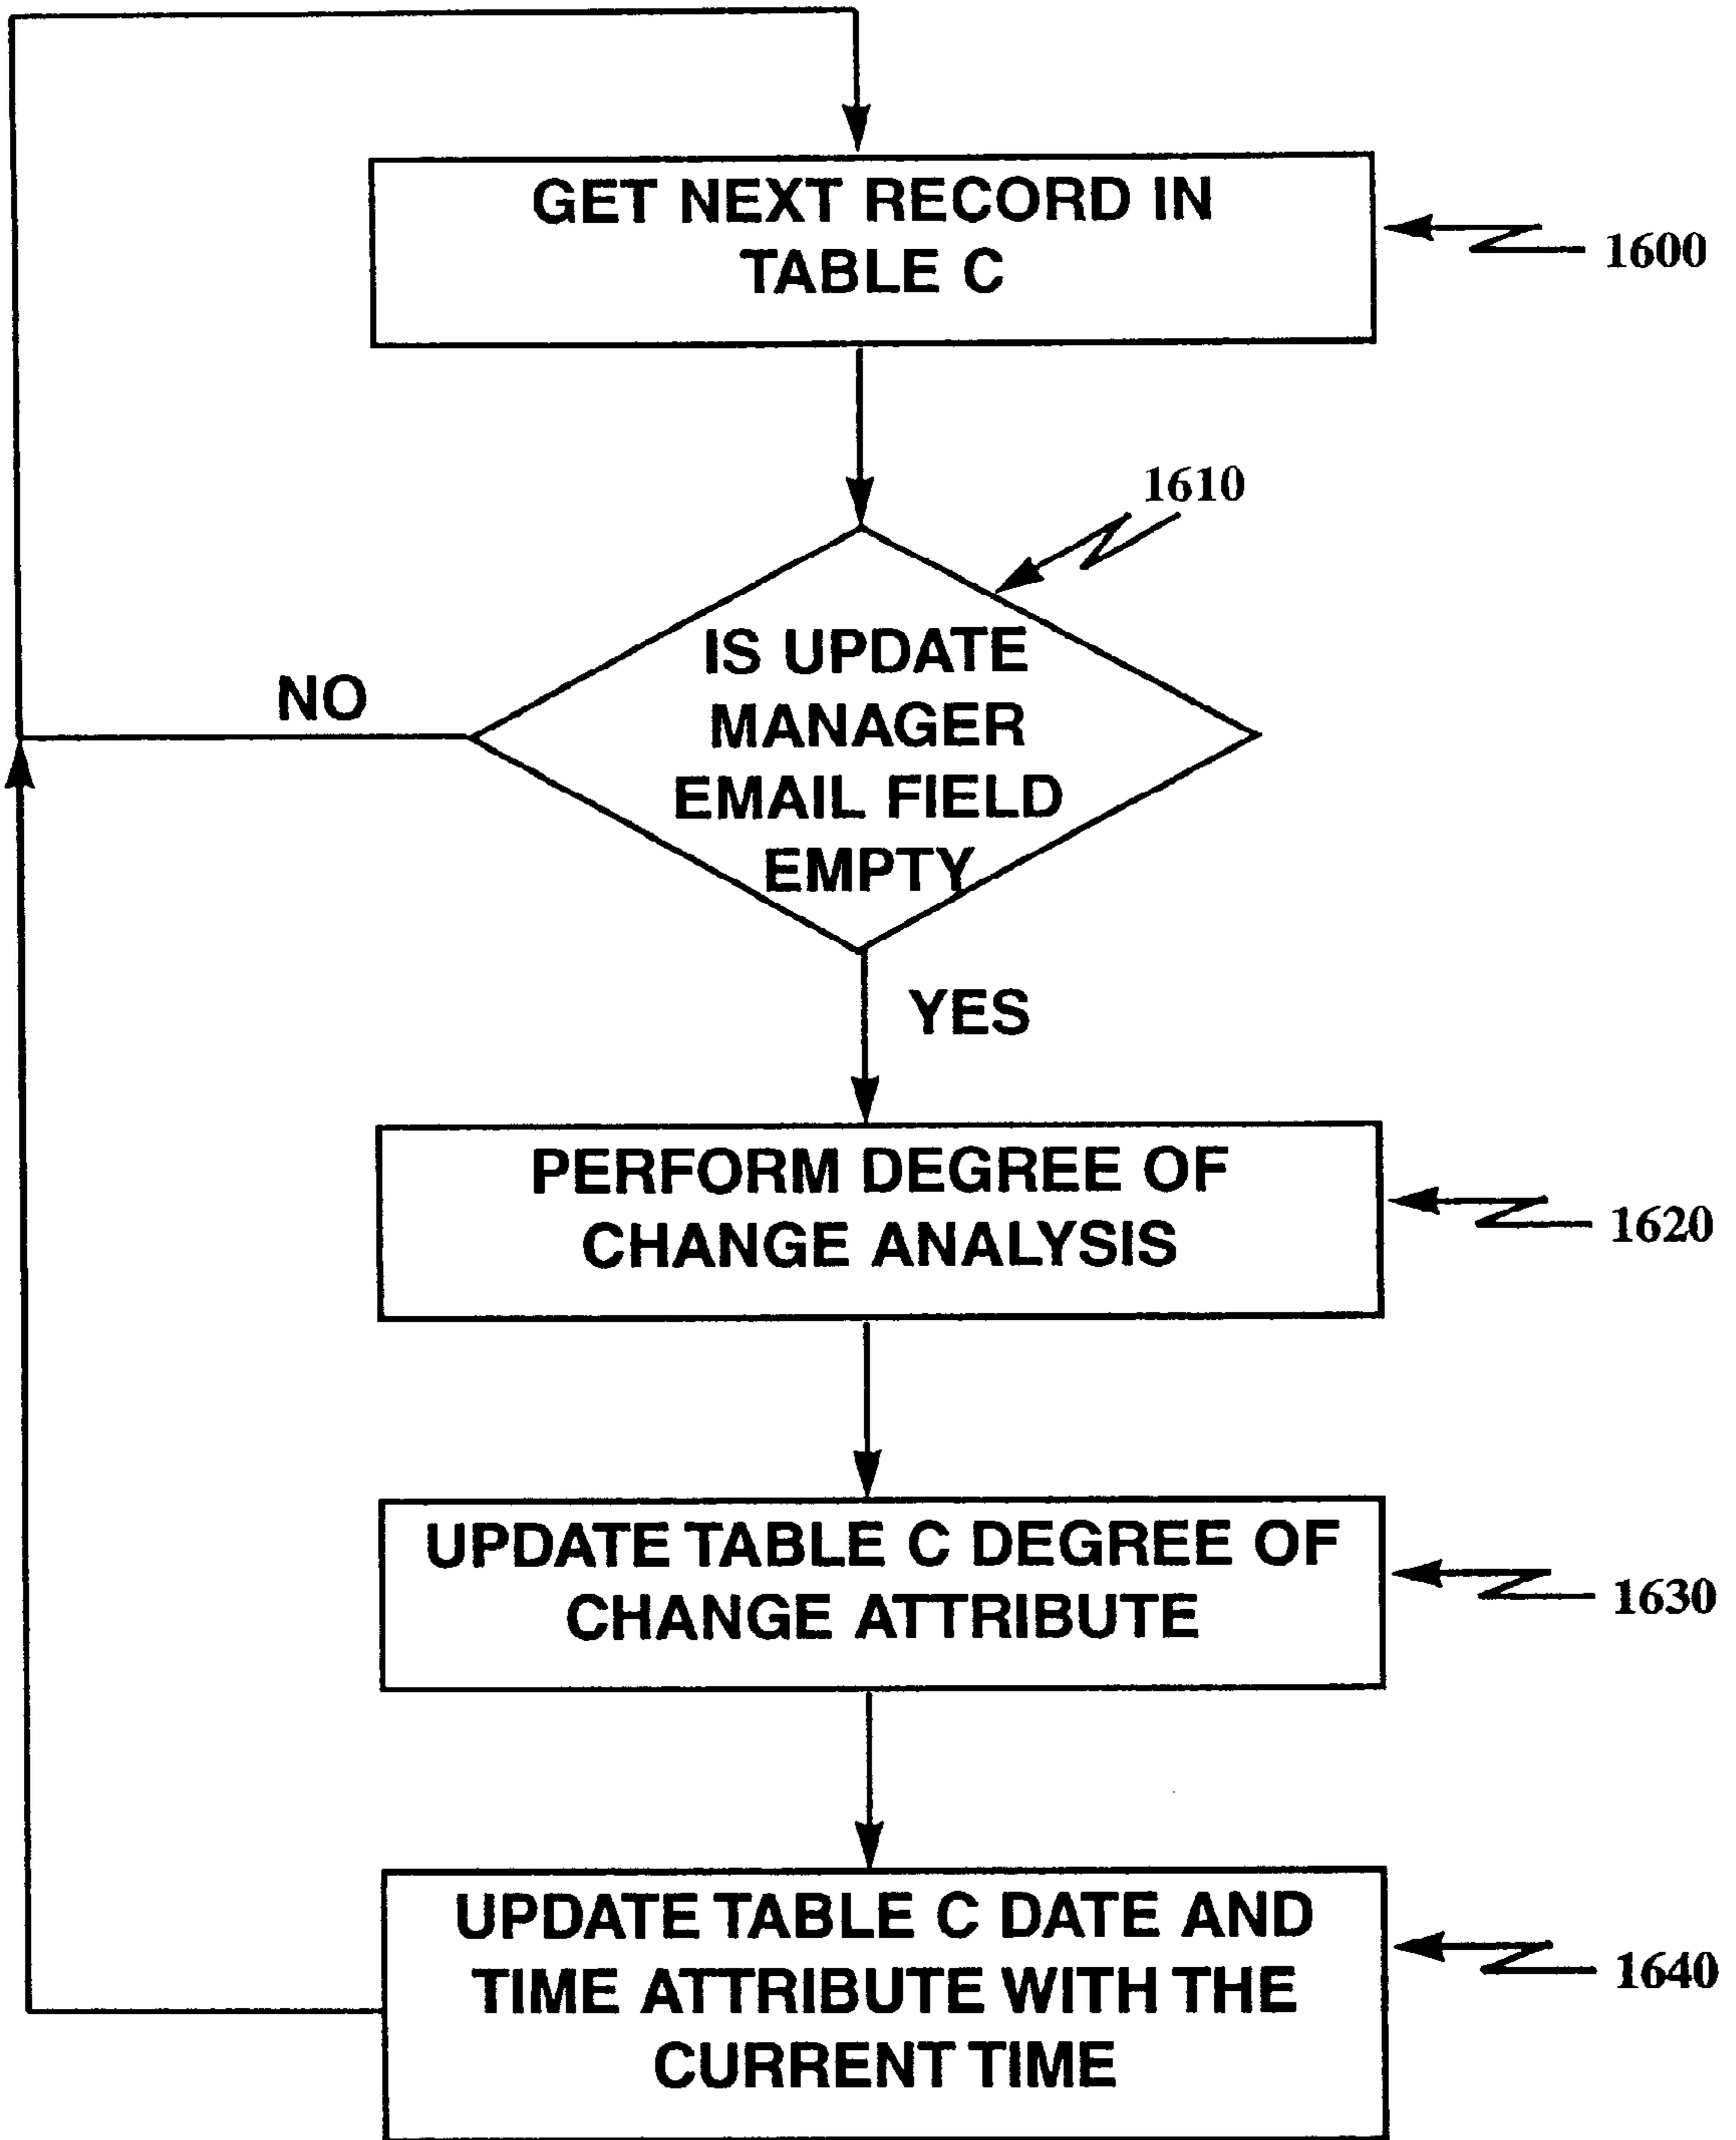 GET NEXT RECORD IN
TABLE C
1600
1610
IS UPDATE
MANAGER
EMAIL FIELD
EMPTY
NO
YES
PERFORM DEGREE OF
CHANGE ANALYSIS
1620
UPDATE TABLE C DEGREE OF
CHANGE ATTRIBUTE
1630
UPDATE TABLE C DATE AND
TIME ATTRIBUTE WITH THE
CURRENT TIME
1640